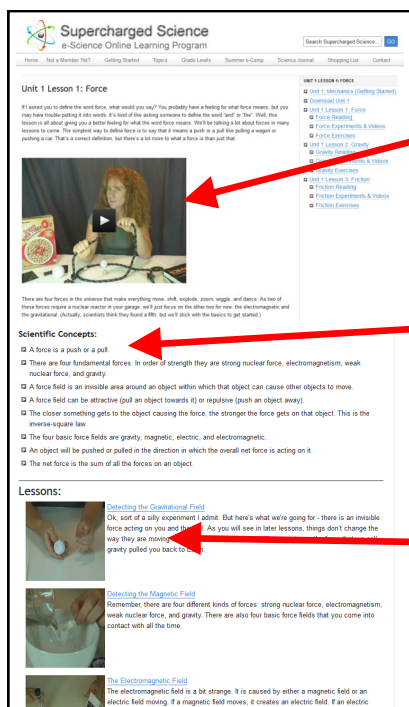 Supercharged Science
e-Science Online Learning Program
Search Supercharged Science... GO
Home Not a Member Yet? Getting Started Topics Grade Levels Summer e-Camp Science Journal Shopping List Contact
Unit 1 Lesson 1: Force
If I asked you to define the word force, what would you say? You probably have a feeling for what force means, but you
may have trouble putting it into words. It's kind of like asking someone to define the word "and" or "the". Well, this
lesson is all about giving you a better feeling for what the word force means. We'll be talking a lot about forces in many
lessons to come. The simplest way to define force is to say that it means a push or a pull like pulling a wagon or
pushing a car. That's a correct definition, but there's a lot more to what a force is than just that.
There are four forces in the universe that make everything move, shift, explode, zoom, wiggle, and dance. As two of
these forces require a nuclear reactor in your garage, we'll just focus on the other two for now: the electromagnetic and
the gravitational. (Actually, scientists think they found a fifth, but we'll stick with the basics to get started.)
UNIT 1 LESSON 1: FORCE
Unit 1: Mechanics (Getting Started)
Download Unit 1
Unit 1 Lesson 1: Force
Force Reading
Force Experiments & Videos
Force Exercises
Unit 1 Lesson 2: Gravity
Gravity Reading
& Videos
Gravity Exercises
Unit 1 Lesson 3: Friction
Friction Reading
Friction Experiments & Videos
Friction Exercises
Scientific Concepts:
A force is a push or a pull.
There are four fundamental forces. In order of strength they are strong nuclear force, electromagnetism, weak
nuclear force, and gravity.
A force field is an invisible area around an object within which that object can cause other objects to move.
A force field can be attractive (pull an object towards it) or repulsive (push an object away).
The closer something gets to the object causing the force, the stronger the force gets on that object. This is the
inverse-square law.
The four basic force fields are gravity, magnetic, electric, and electromagnetic.
An object will be pushed or pulled in the direction in which the overall net force is acting on it.
The net force is the sum of all the forces on an object.
Lessons:
Detecting the Gravitational Field
Ok, sort of a silly experiment I admit. But here's what we're going for - there is an invisible
force acting on you and the ball. As you will see in later lessons, things don't change the
way they are moving
gravity pulled you back to
Detecting the Magnetic Field
Remember, there are four different kinds of forces: strong nuclear force, electromagnetism,
weak nuclear force, and gravity. There are also four basic force fields that you come into
contact with all the time.
The Electromagnetic Field
The electromagnetic field is a bit strange. It is caused by either a magnetic field or an
electric field moving. If a magnetic field moves, it creates an electric field. If an electric